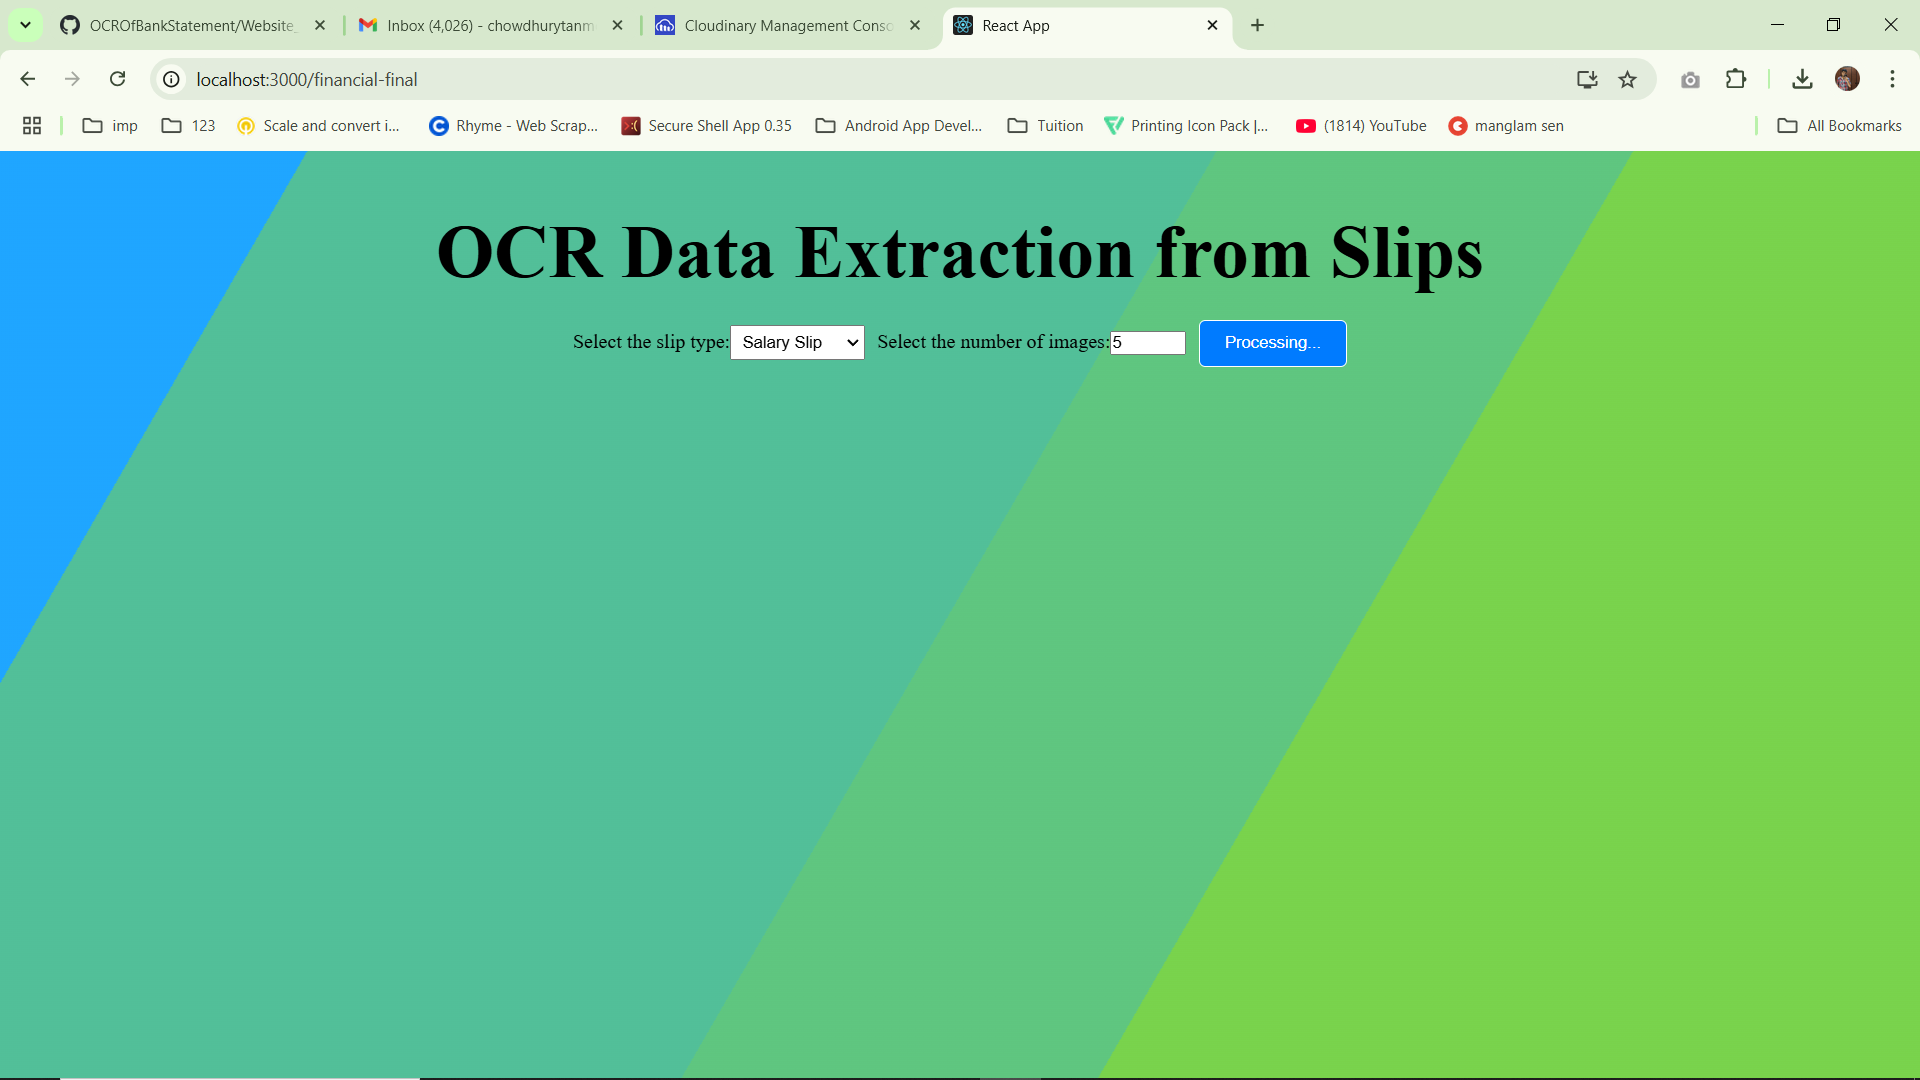 OCROfBankStatement/Website_
Inbox (4,026) - chowdhurytanm
Cloudinary Management Conso
React App
localhost:3000/financial-final
imp
123
Scale and convert i...
Rhyme - Web Scrap...
Secure Shell App 0.35
Android App Devel...
Tuition
Printing Icon Pack |...
(1814) YouTube
manglam sen
All Bookmarks
OCR Data Extraction from Slips
Select the slip type: Salary Slip Select the number of images: 5 Processing...